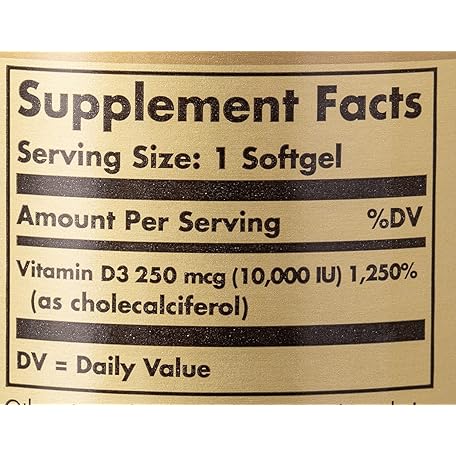 Supplement Facts
Serving Size: 1 Softgel
Amount Per Serving %DV
Vitamin D3 250 mcg (10,000 IU) 1,250%
(as cholecalciferol)
DV = Daily Value